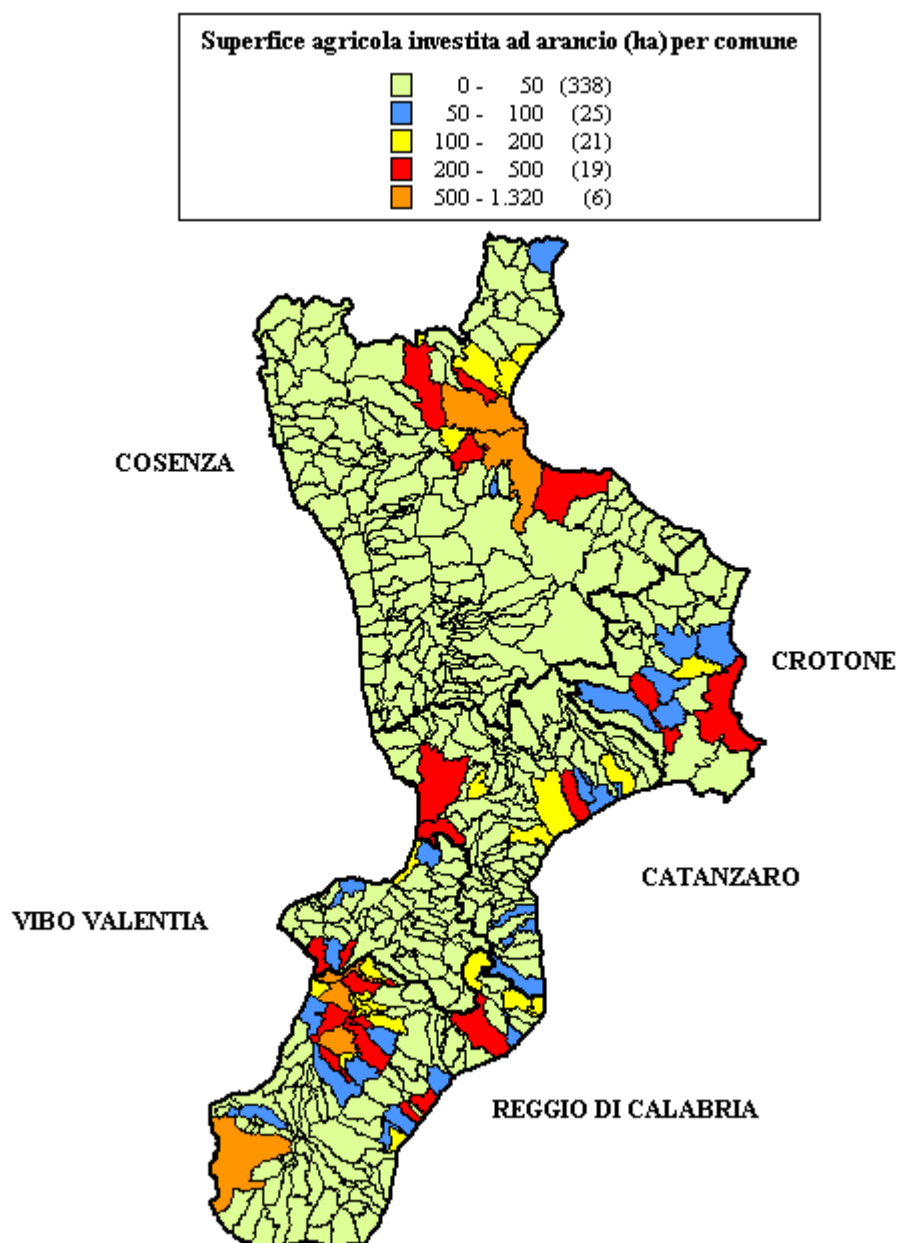 Superfice agricola investita ad arancio (ha) per comune
0 - 50 (338)
50 - 100 (25)
100 - 200 (21)
200 - 500 (19)
500 - 1.320 (6)
COSENZA
CROTONE
CATANZARO
VIBO VALENTIA
REGGIO DI CALABRIA